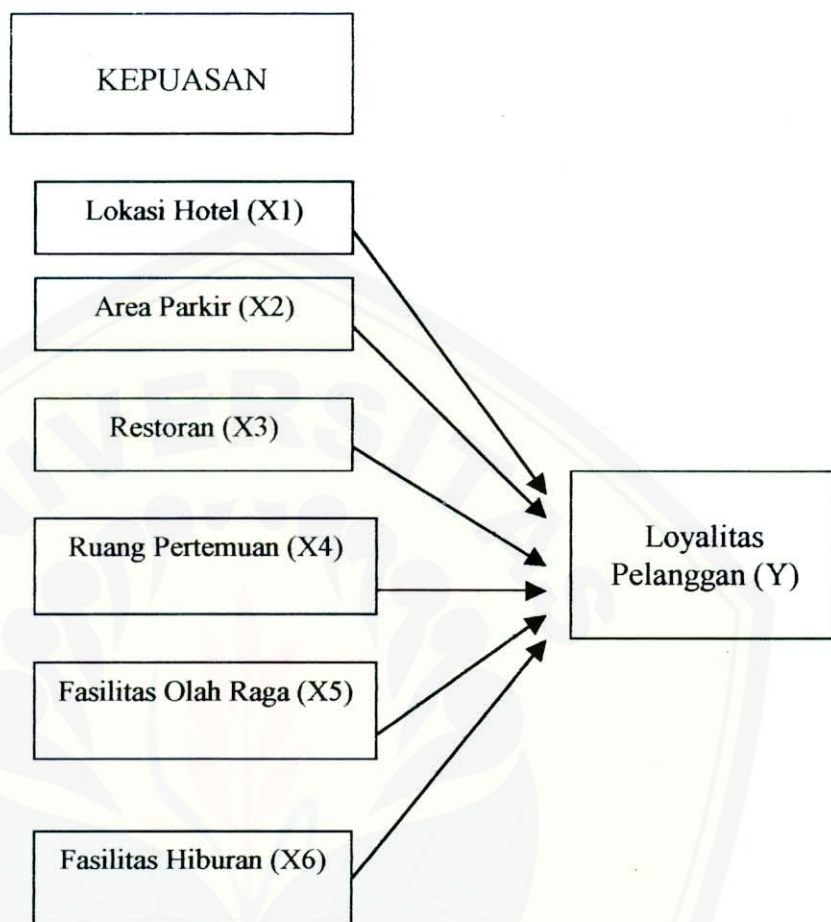 KEPUASAN
Lokasi Hotel (X1)
Area Parkir (X2)
Restoran (X3)
Ruang Pertemuan (X4)
Fasilitas Olah Raga (X5)
Fasilitas Hiburan (X6)
Loyalitas
Pelanggan (Y)
UNIVERSITAS